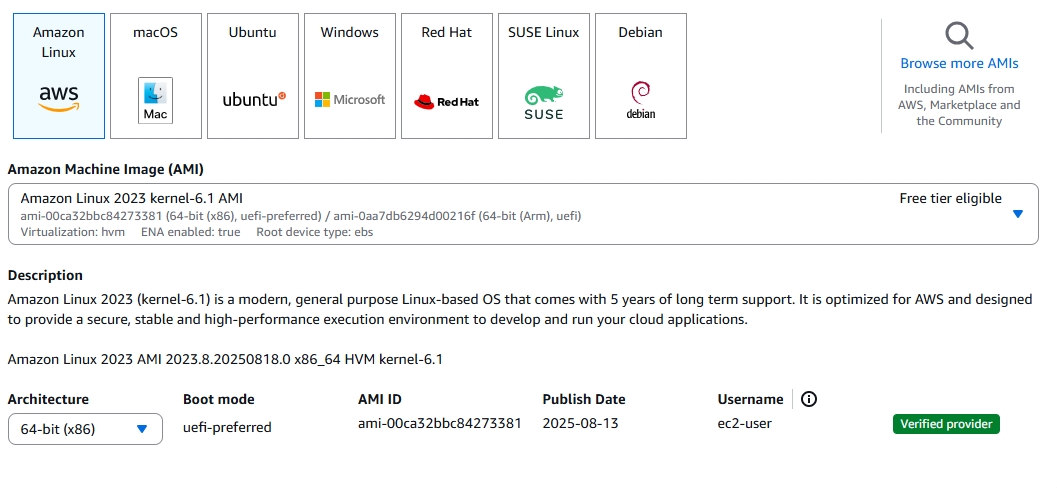 Amazon
Linux
aws
macOS
Mac
Ubuntu
ubuntu
Windows
Microsoft
Red Hat
Red Hat
SUSE Linux
SUSE
Debian
debian
Browse more AMIs
Including AMIs from
AWS, Marketplace and
the Community
Amazon Machine Image (AMI)
Amazon Linux 2023 kernel-6.1 AMI
Free tier eligible
ami-00ca32bbc84273381 (64-bit (x86), uefi-preferred) / ami-0aa7db6294d00216f (64-bit (Arm), uefi)
Virtualization: hvm ENA enabled: true Root device type: ebs
Description
Amazon Linux 2023 (kernel-6.1) is a modern, general purpose Linux-based OS that comes with 5 years of long term support. It is optimized for AWS and designed
to provide a secure, stable and high-performance execution environment to develop and run your cloud applications.
Amazon Linux 2023 AMI 2023.8.20250818.0 x86_64 HVM kernel-6.1
Architecture Boot mode AMI ID Publish Date Username
64-bit (x86) uefi-preferred ami-00ca32bbc84273381 2025-08-13 ec2-user Verified provider